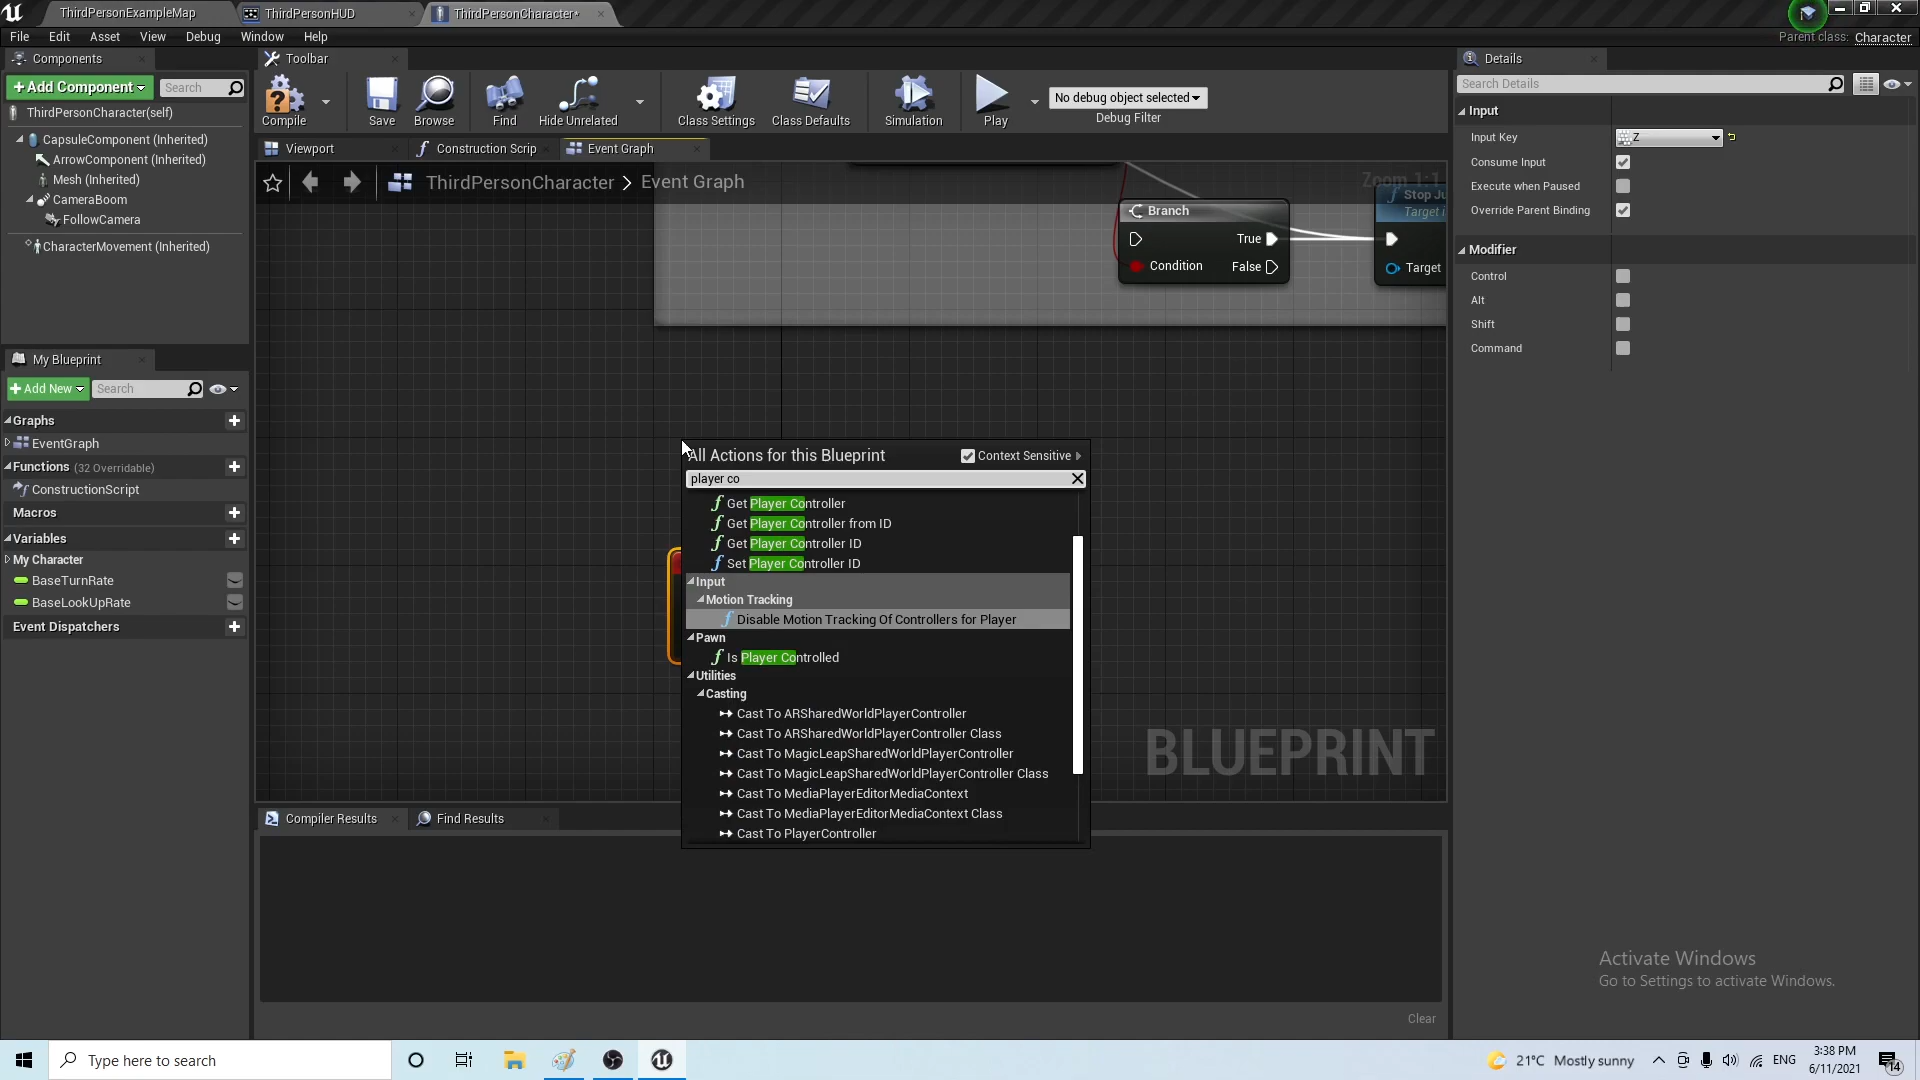 ThirdPersonExampleMap
ThirdPersonHUD
ThirdPersonCharacter*
File Edit Asset View Debug Window Help
Parent class: Character
Components
+Add Component
Search
ThirdPersonCharacter(self)
CapsuleComponent (Inherited)
ArrowComponent (Inherited)
Mesh (Inherited)
CameraBoom
FollowCamera
CharacterMovement (Inherited)
My Blueprint
+Add New
Search
Graphs
EventGraph
Functions (32 Overridable)
ConstructionScript
Macros
Variables
My Character
BaseTurnRate
BaseLookUpRate
Event Dispatchers
Toolbar
Compile
Save
Browse
Find
Hide Unrelated
Class Settings
Class Defaults
Simulation
Play
No debug object selected
Debug Filter
Viewport
Construction Scrip
Event Graph
ThirdPersonCharacter > Event Graph
Zoom 1:1
Branch
True
Condition
False
Stop Ju
Target i
Target
All Actions for this Blueprint
Context Sensitive
player co
Get Player Controller
Get Player Controller from ID
Get Player Controller ID
Set Player Controller ID
Input
Motion Tracking
Disable Motion Tracking Of Controllers for Player
Pawn
Is Player Controlled
Utilities
Casting
Cast To ARSharedWorldPlayerController
Cast To ARSharedWorldPlayerController Class
Cast To MagicLeapSharedWorldPlayerController
Cast To MagicLeapSharedWorldPlayerController Class
Cast To MediaPlayerEditorMediaContext
Cast To MediaPlayerEditorMediaContext Class
Cast To PlayerController
BLUEPRINT
Compiler Results
Find Results
Clear
Details
Search Details
Input
Input Key
Z
Consume Input
Execute when Paused
Override Parent Binding
Modifier
Control
Alt
Shift
Command
Activate Windows
Go to Settings to activate Windows.
Type here to search
21°C Mostly sunny
ENG
3:38 PM
6/11/2021
14